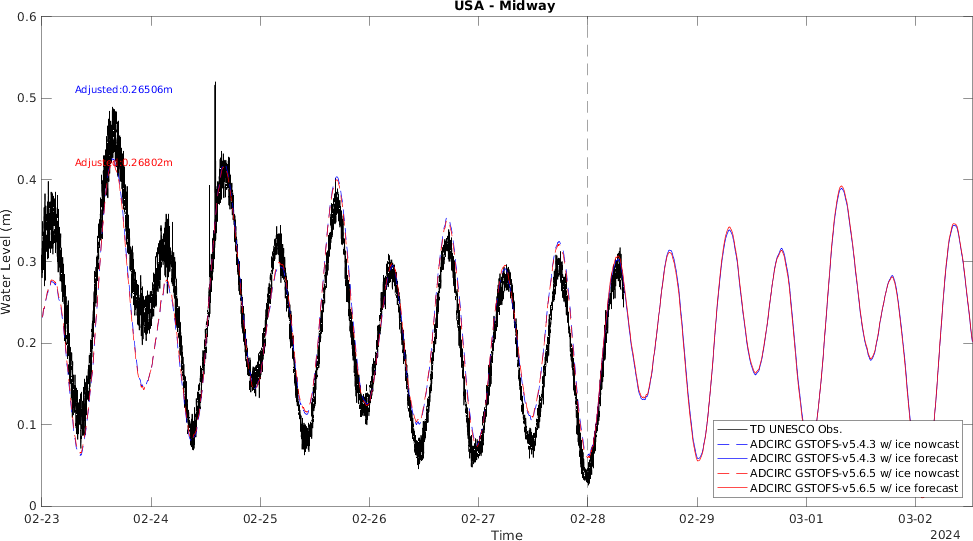 USA - Midway
0.6
0.5
0.4
0.3
0.2
0.1
0
Water Level (m)
Adjusted:0.26506m
Adjusted:0.26802m
TD UNESCO Obs.
ADCIRC GSTOFS-v5.4.3 w/ ice nowcast
ADCIRC GSTOFS-v5.4.3 w/ ice forecast
ADCIRC GSTOFS-v5.6.5 w/ ice nowcast
ADCIRC GSTOFS-v5.6.5 w/ ice forecast
02-23 02-24 02-25 02-26 02-27 02-28 02-29 03-01 03-02
Time
2024